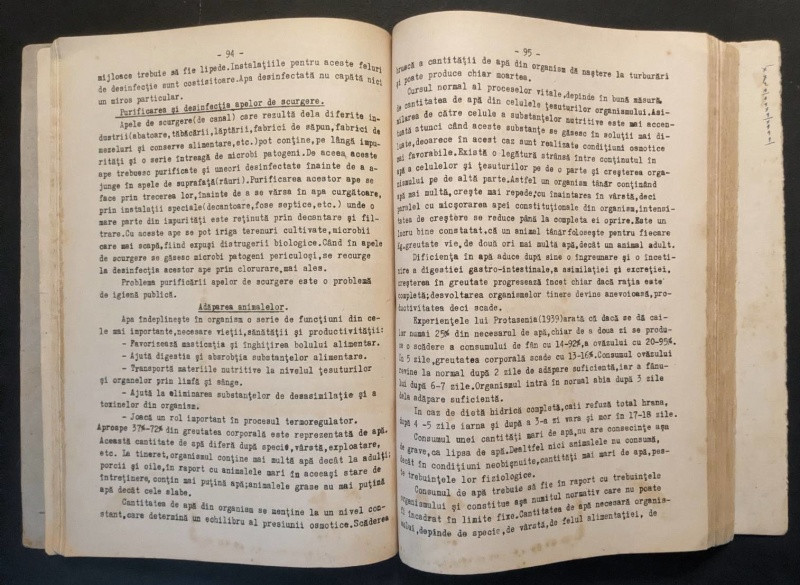 - 94 -
mijloace trebuie să fie lipede.Instalațiile pentru aceste feluri
de desinfecție sunt costisitoare.Apa desinfectată nu capătă nici
un miros particular.
Purificarea și desinfecția apelor de scurgere.
Apele de scurgere(de canal) care rezultă dela diferite in-
dustrii(abatoare,tăbăcării,lăptării,fabrici de săpun,fabrici de
mezeluri și conserve alimentare,etc.)pot conține,pe lângă impu-
rități și o serie întreagă de microbi patogeni.De aceea,aceste
ape trebuesc purificate și uneori desinfectate înainte de a a-
junge în apele de suprafață(râuri).Purificarea acestor ape se
face prin trecerea lor,înainte de a se vărsa în apa curgătoare,
prin instalații speciale(decantoare,fose septice,etc.) unde o
mare parte din impurități este reținută prin decantare și fil-
trare.Cu aceste ape se pot iriga terenuri cultivate,microbii
care mai scapă,fiind expuși distrugerii biologice.Când în apele
de scurgere se găsesc microbi patogeni periculoși,se recurge
la desinfecția acestor ape prin clorurare,mai ales.
Problema purificării apelor de scurgere este o problemă
de igienă publică.
Adăparea animalelor.
Apa îndeplinește în organism o serie de funcțiuni din ce-
le mai importante,necesare vieții,sănătății și productivității:
- Favorizează masticația și înghițirea bolului alimentar.
- Ajută digestia și absorbția substanțelor alimentare.
- Transportă materiile nutritive la nivelul țesuturilor
și organelor prin limfă și sânge.
- Ajută la eliminarea substanțelor de desasimilație și a
toxinelor din organism.
- Joacă un rol important în procesul termoregulator.
Aproape 37%-72% din greutatea corporală este reprezentată de apă.
Această cantitate de apă diferă după specie,vârstă,exploatare,
etc. La tineret,organismul conține mai multă apă decât la adulți;
porcii și oile,în raport cu animalele mari în aceeași stare de
întreținere, conțin mai puțină apă;animalele grase au mai puțină
apă decât cele slabe.
Cantitatea de apă din organism se menține la un nivel con-
stant,care determină un echilibru al presiunii osmotice.Scăderea
- 95 -
bruscă a cantității de apă din organism dă naștere la turburări
și poate produce chiar moartea.
Cursul normal al proceselor vitale,depinde în bună măsură
de cantitatea de apă din celulele țesuturilor organismului.Asi-
milarea de către celule a substanțelor nutritive este mai accen-
tuată atunci când aceste substanțe se găsesc în soluții mai di-
luate,deoarece în acest caz sunt realizate condiții osmotice
mai favorabile.Există o legătură strânsă între conținutul în
apă a celulelor și țesuturilor pe de o parte și creșterea orga-
nismului pe de altă parte.Astfel un organism tânăr conținând
apă mai multă,crește mai repede;cu înaintarea în vârstă,deci
paralel cu micșorarea apei constituționale din organism,intensi-
tatea de creștere se reduce până la completa ei oprire.Este un
lucru bine constatat,că un animal tânăr folosește pentru fiecare
kg.greutate vie, de două ori mai multă apă,decât un animal adult.
Dificiența în apă aduce după sine o îngreunare și o înceti-
nire a digestiei gastro-intestinale,a asimilației și excreției,
creșterea în greutate progresează încet chiar dacă rația este
completă;desvoltarea organismelor tinere devine anevoioasă,pro-
ductivitatea deci scade.
Experiențele lui Protasenia(1939)arată că dacă se dă cai-
lor numai 25% din necesarul de apă,chiar de a doua zi se produ-
ce o scădere a consumului de fân cu 14-92%,a ovăzului cu 20-95%.
În 5 zile,greutatea corporală scade cu 13-16%.Consumul ovăzului
revine la normal după 2 zile de adăpare suficientă,iar a fânu-
lui după 6-7 zile.Organismul intră în normal abia după 3 zile
dela adăpare suficientă.
În caz de dietă hidrică completă,caii refuză total hrana,
după 4 -5 zile iarna și după a 3-a zi vara și mor în 17-18 zile.
Consumul unei cantități mari de apă,nu are consecințe așa
de grave,ca lipsa de apă.Dealtfel nici animalele nu consumă,
decât în condițiuni neobișnuite,cantități mai mari de apă,pes-
te trebuințele lor fiziologice.
Consumul de apă trebuie să fie în raport cu trebuințele
organismului și constitue așa numitul normativ care nu poate
fi încadrat în limite fixe.Cantitatea de apă necesară organis-
mului,depinde de specie,de vârstă,de felul alimentației, de